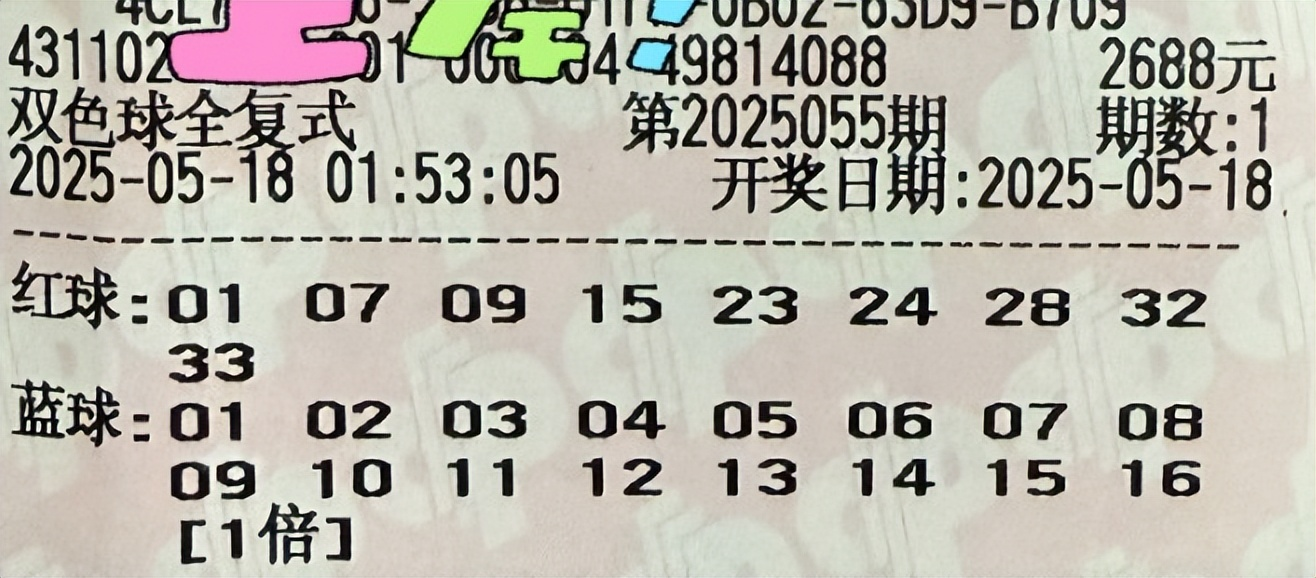 0B02-63D9-B709
431102 49814088 2688元
双色球全复式 第2025055期 期数:1
2025-05-18 01:53:05 开奖日期:2025-05-18
红球:01 07 09 15 23 24 28 32
33
蓝球:01 02 03 04 05 06 07 08
09 10 11 12 13 14 15 16
[1倍]